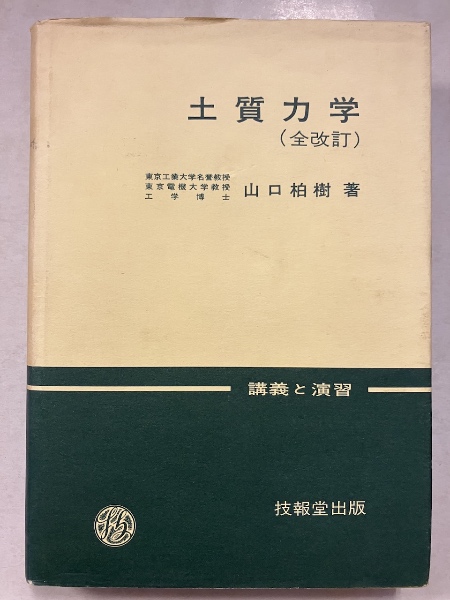 土質力学
(全改訂)
東京工業大学名誉教授
東京電機大学教授
工学博士
山口柏樹 著
講義と演習
技報堂出版